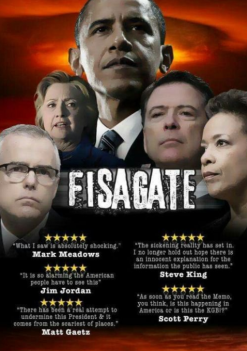 FISAGATE
"What I saw is absolutely shocking."
Mark Meadows
"It is so alarming the American
people have to see this"
Jim Jordan
"There has been a real attempt to
undermine this President & it
comes from the scariest of places."
Matt Gaetz
"The sickening reality has set in.
I no longer hold out hope there is
an innocent explanation for the
information the public has seen."
Steve King
"As soon as you read the Memo,
you think, is this happening in
America or is this the KGB?"
Scott Perry